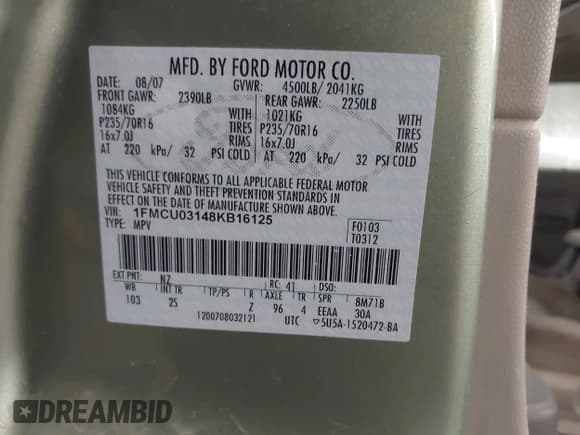 MFD. BY FORD MOTOR CO.
DATE: 08/07 GVWR: 4500LB/ 2041KG
FRONT GAWR: 2390LB REAR GAWR: 2250LB
1084KG WITH 1021KG WITH
P235/70R16 TIRES P235/70R16 TIRES
16x7.0J RIMS 16x7.0J RIMS
AT 220 kPa/ 32 PSI COLD AT 220 kPa/ 32 PSI COLD
THIS VEHICLE CONFORMS TO ALL APPLICABLE FEDERAL MOTOR
VEHICLE SAFETY AND THEFT PREVENTION STANDARDS IN
EFFECT ON THE DATE OF MANUFACTURE SHOWN ABOVE.
VIN: 1FMCU03148KB16125 F0103
TYPE: MPV T0312
EXT PNT: NZ RC: 41 DSO:
WB INT TR TP/PS R AXLE TR SPR BM71B
103 25 Z 96 4 EEAA 30A
1200708032121 UTC ▽5U5A-1520472-BA
DREAMBID